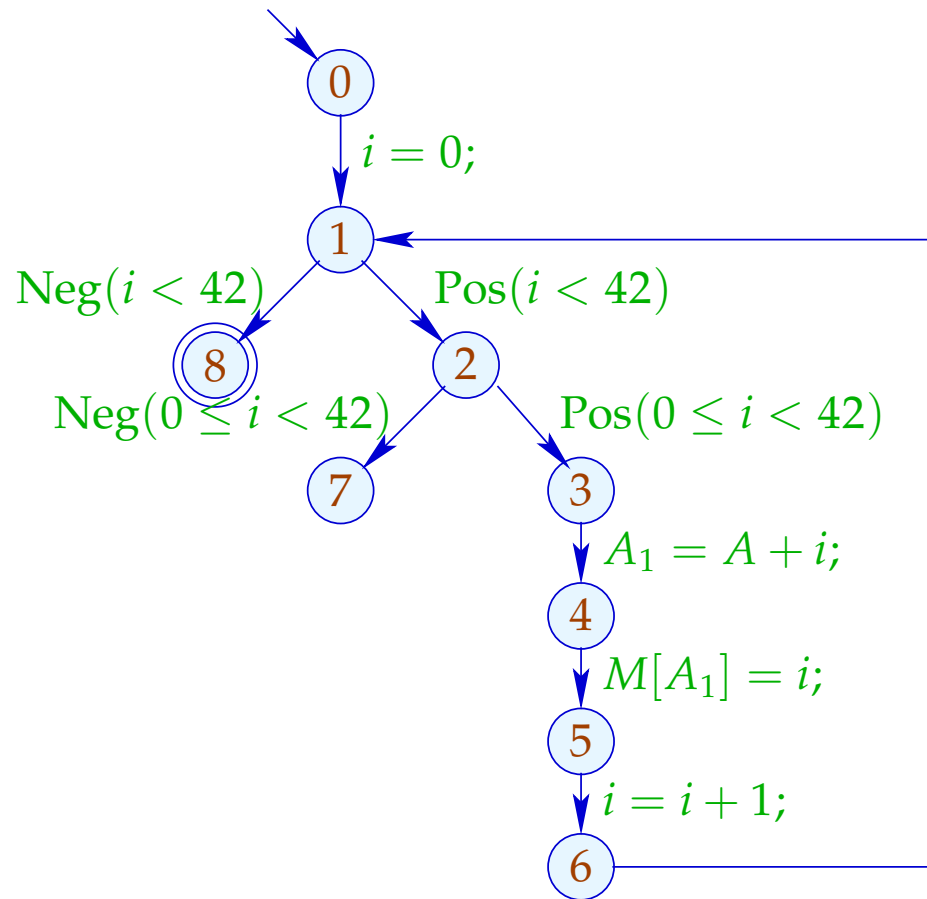 0
i = 0;
1
Neg(i < 42) Pos(i < 42)
8 2
Neg(0 ≤ i < 42) Pos(0 ≤ i < 42)
7 3
A₁ = A + i;
4
M[A₁] = i;
5
i = i + 1;
6